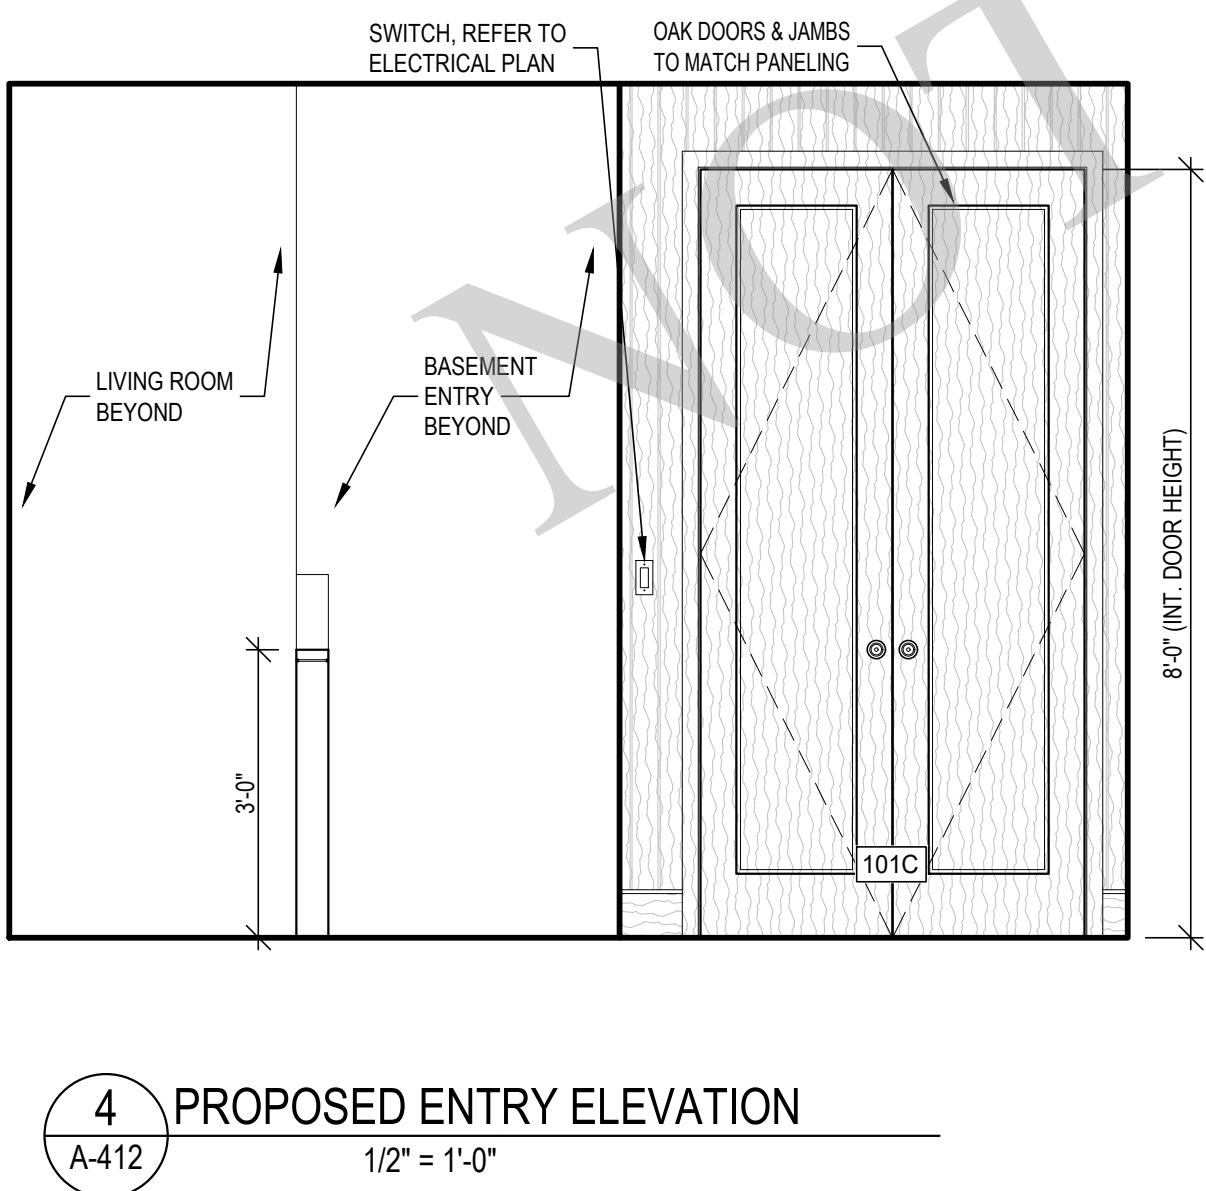 SWITCH, REFER TO
ELECTRICAL PLAN
OAK DOORS & JAMBS
TO MATCH PANELING
LIVING ROOM
BEYOND
BASEMENT
ENTRY
BEYOND
3'-0"
8'-0" (INT. DOOR HEIGHT)
101C
NOT
4
A-412
PROPOSED ENTRY ELEVATION
1/2" = 1'-0"